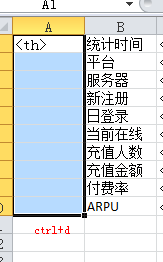 A1
A B
<th> 统计时间
平台
服务器
新注册
日登录
当前在线
充值人数
充值金额
付费率
ARPU
ctrl+d